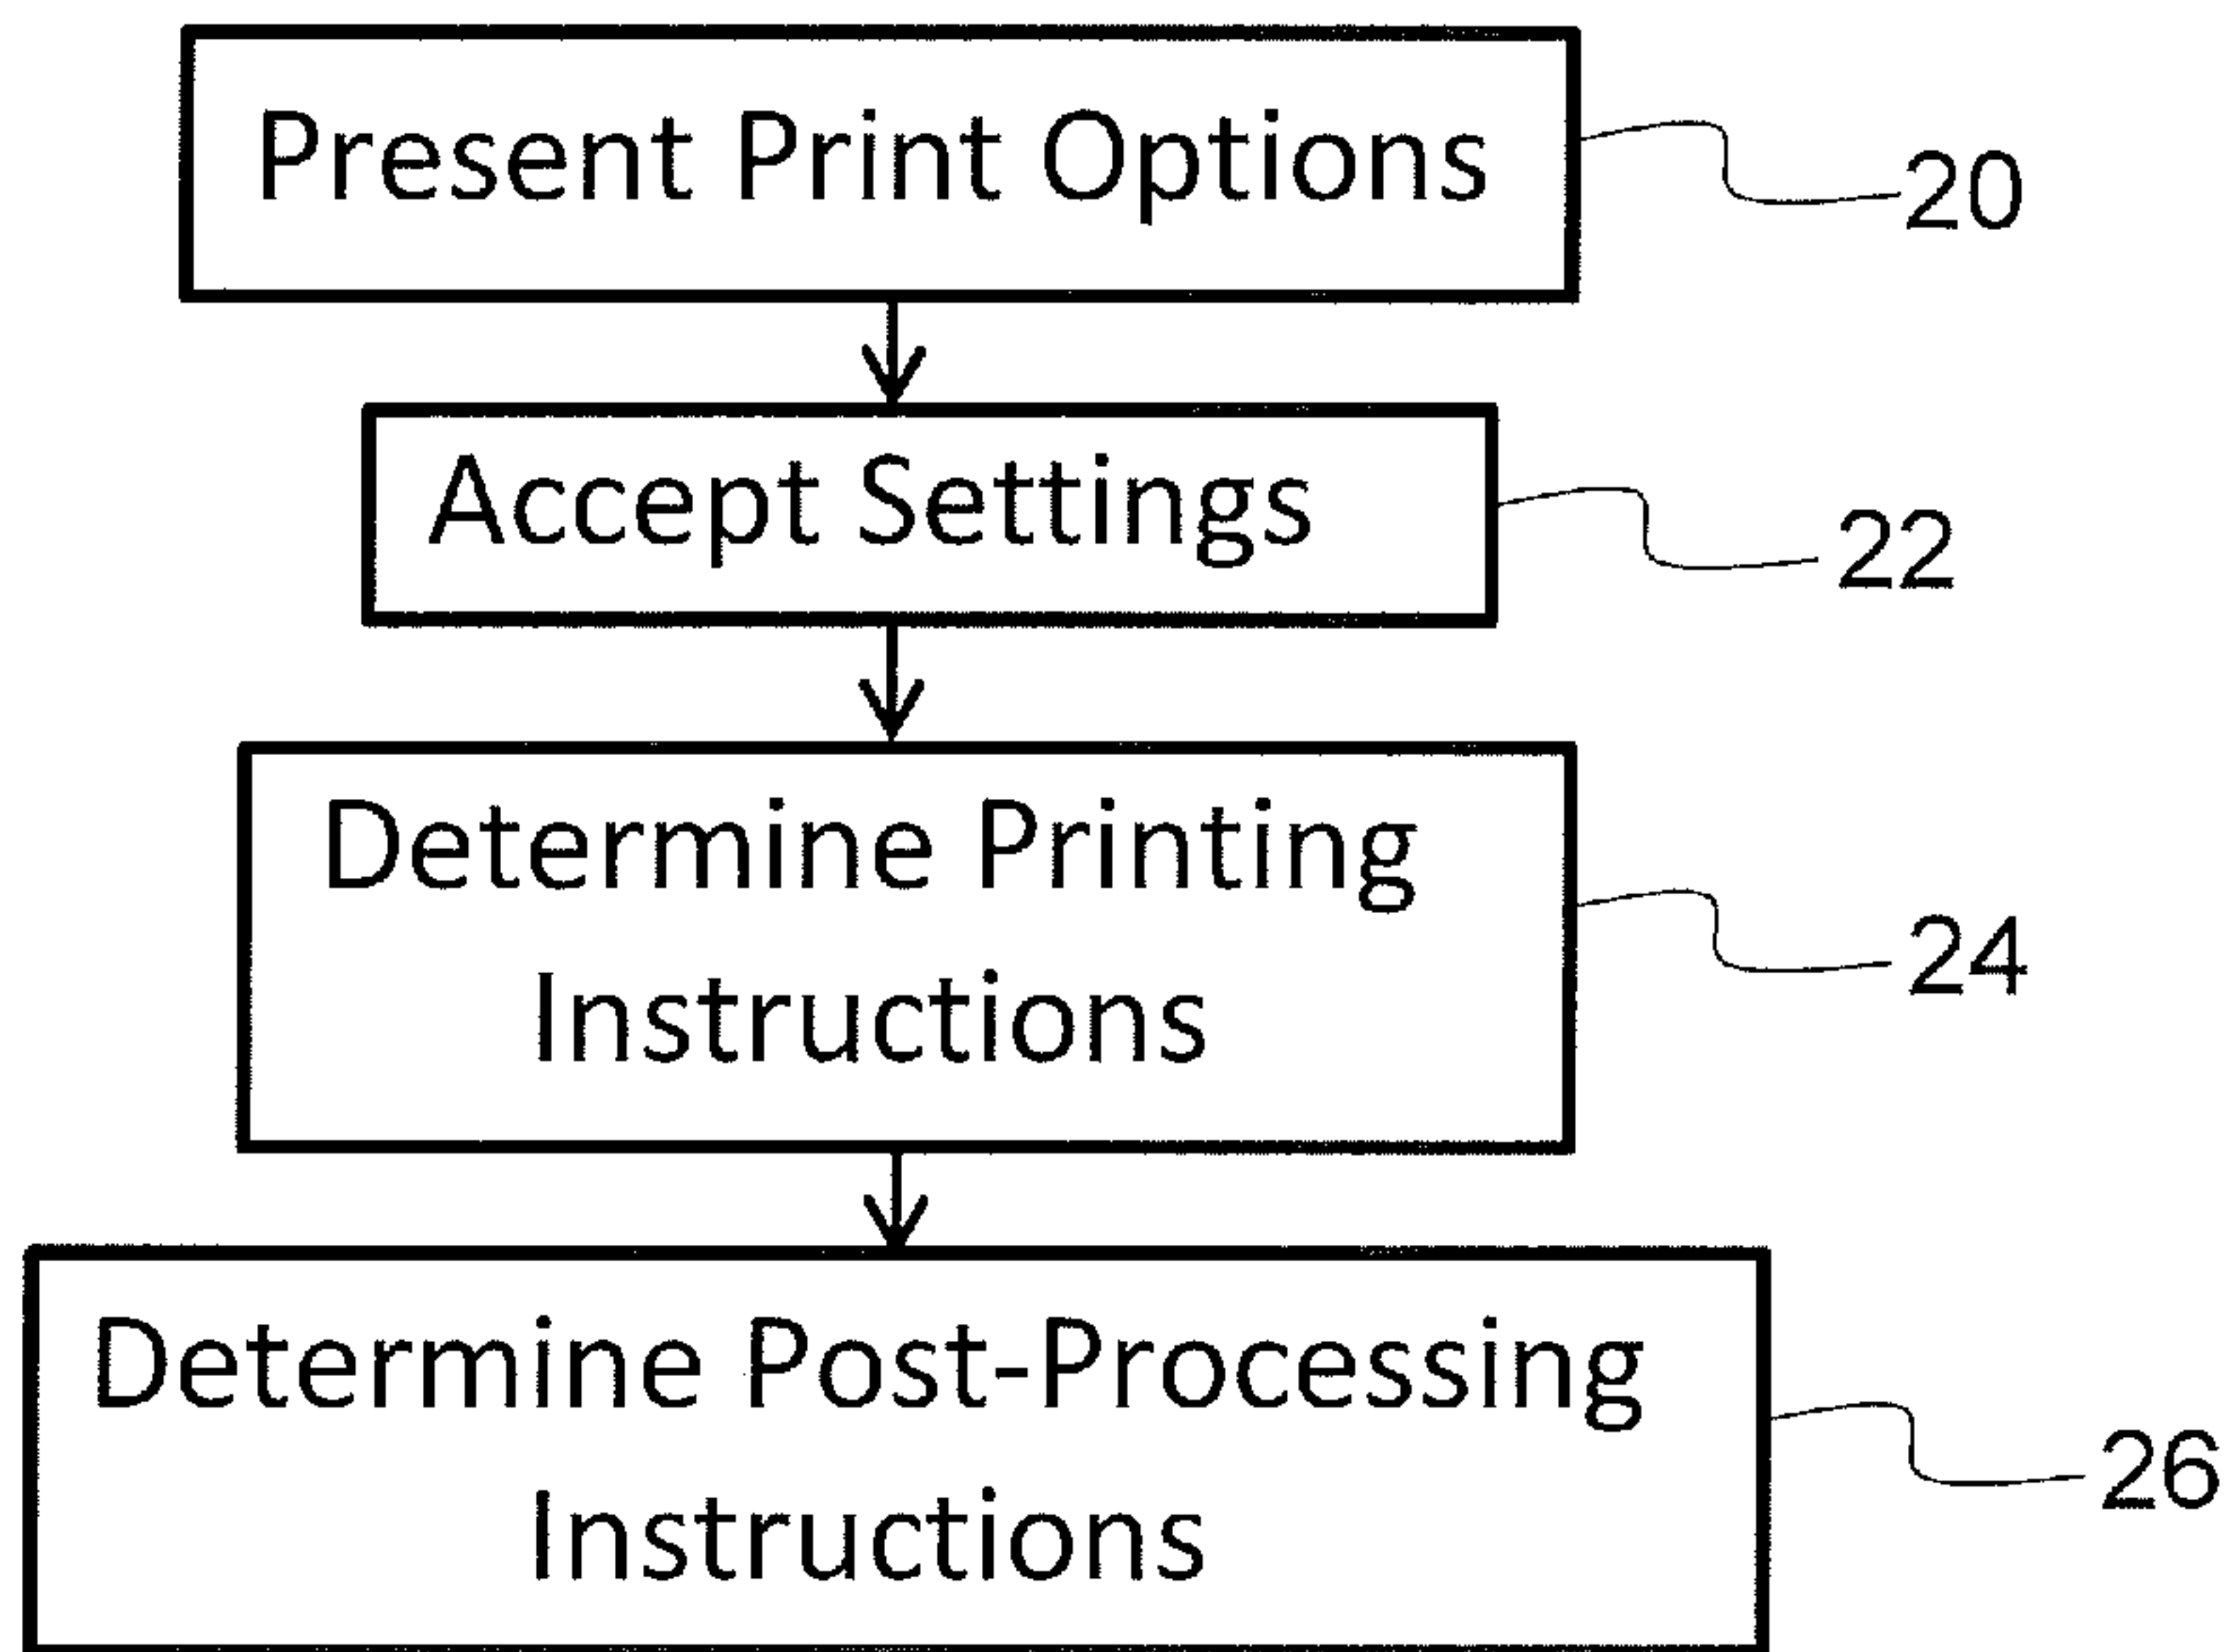 Present Print Options
20
Accept Settings
22
Determine Printing
Instructions
24
Determine Post-Processing
Instructions
26